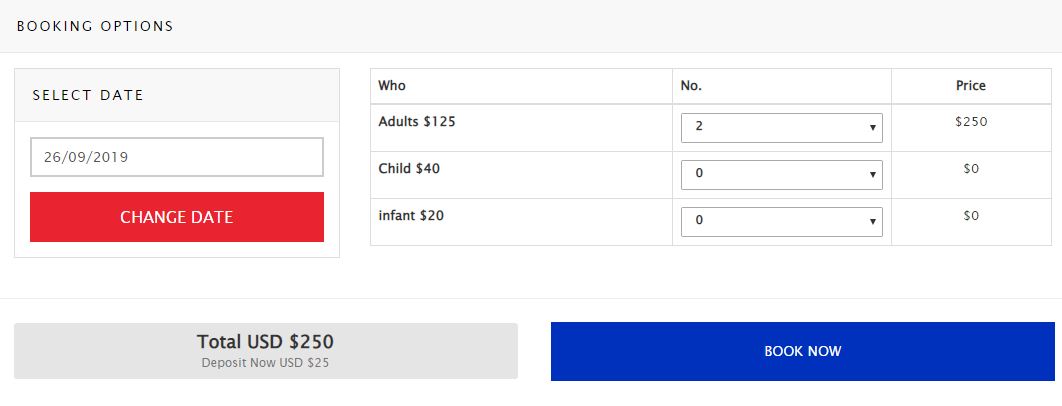 BOOKING OPTIONS
SELECT DATE
26/09/2019
CHANGE DATE
Who No. Price
Adults $125 2 $250
Child $40 0 $0
infant $20 0 $0
Total USD $250
Deposit Now USD $25
BOOK NOW